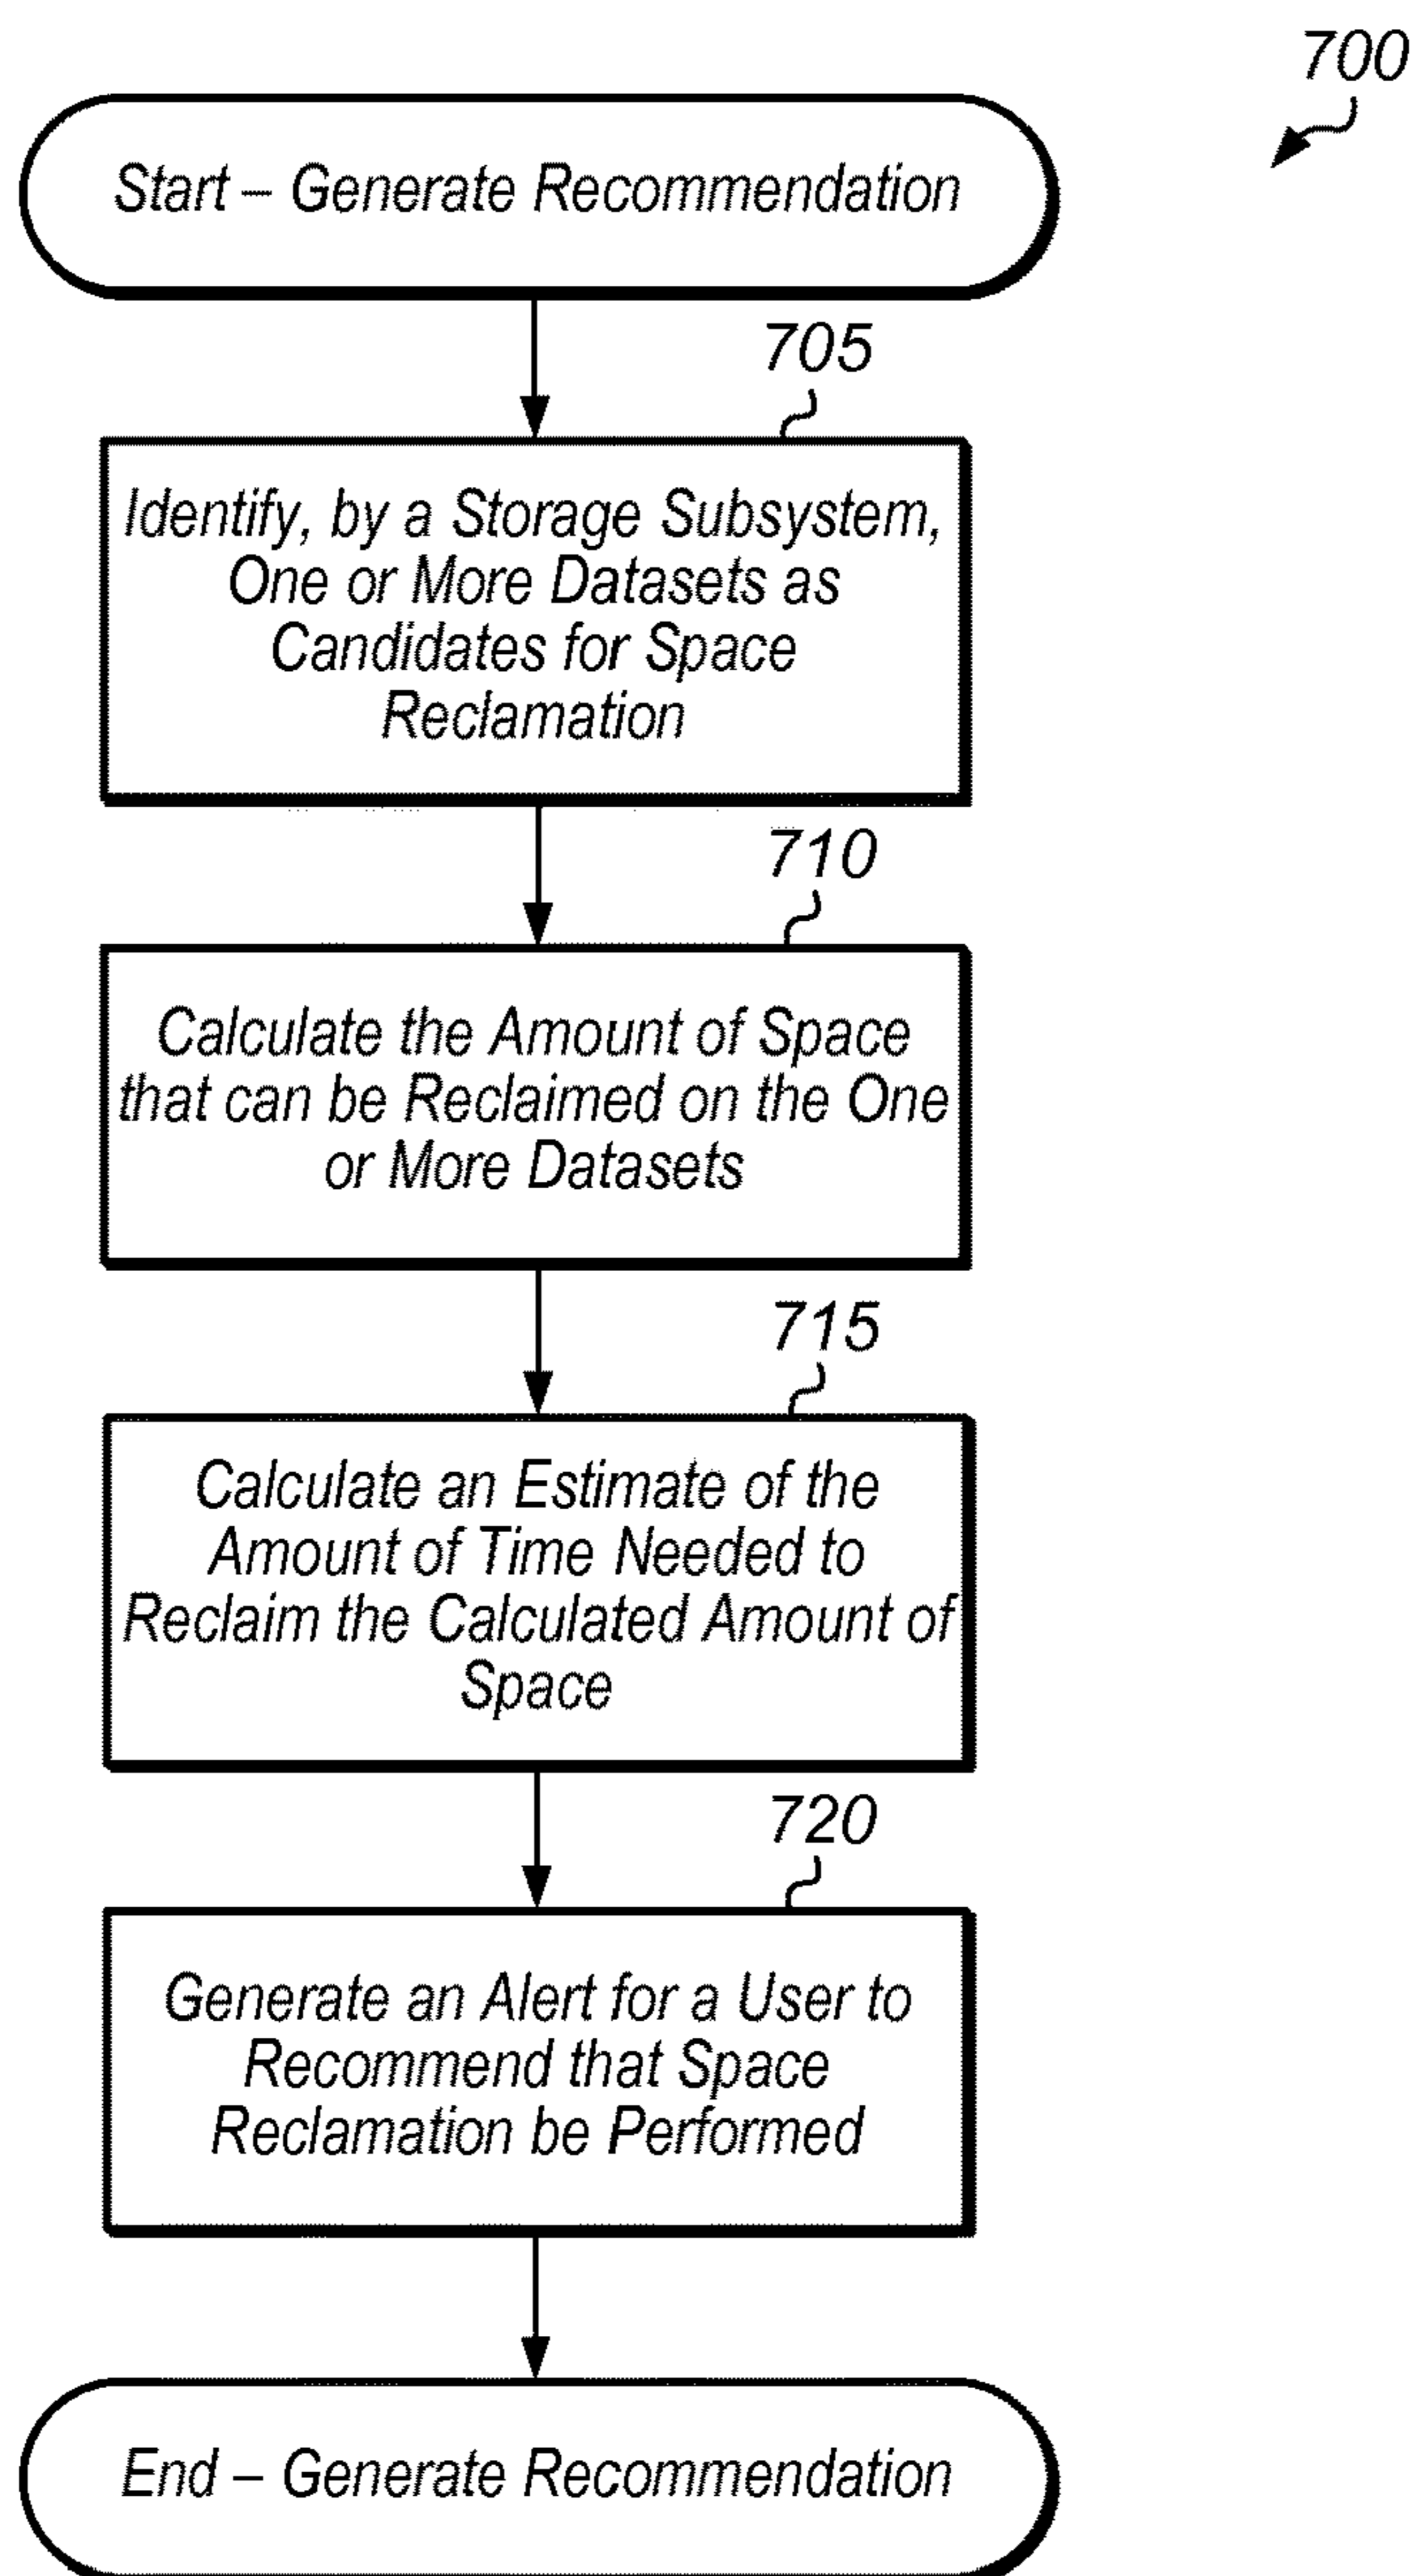 700
Start – Generate Recommendation
705
Identify, by a Storage Subsystem,
One or More Datasets as
Candidates for Space
Reclamation
710
Calculate the Amount of Space
that can be Reclaimed on the One
or More Datasets
715
Calculate an Estimate of the
Amount of Time Needed to
Reclaim the Calculated Amount of
Space
720
Generate an Alert for a User to
Recommend that Space
Reclamation be Performed
End – Generate Recommendation